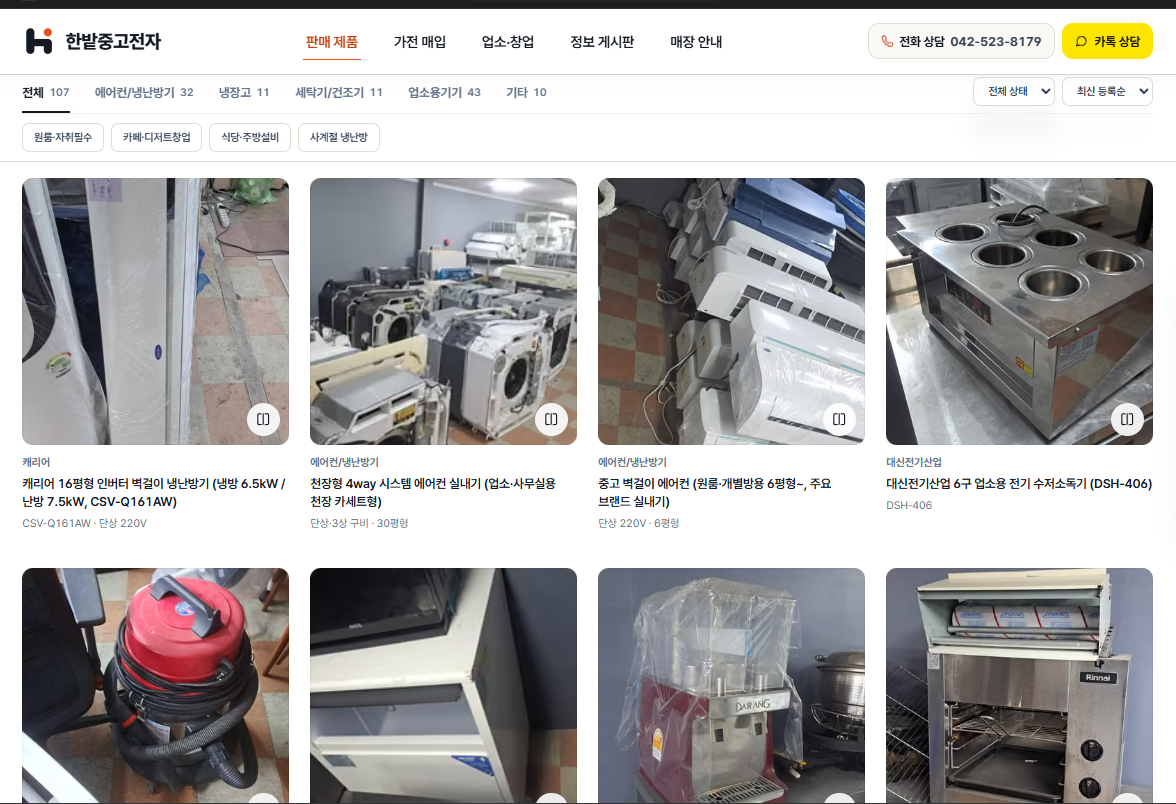 한밭중고전자
판매 제품
가전 매입
업소·창업
정보 게시판
매장 안내
전화 상담 042-523-8179
카톡 상담
전체 107
에어컨/냉난방기 32
냉장고 11
세탁기/건조기 11
업소용기기 43
기타 10
전체 상태
최신 등록순
원룸·자취필수
카페·디저트창업
식당·주방설비
사계절 냉난방
캐리어
캐리어 16평형 인버터 벽걸이 냉난방기 (냉방 6.5kW /
난방 7.5kW, CSV-Q161AW)
CSV-Q161AW · 단상 220V
에어컨/냉난방기
천장형 4way 시스템 에어컨 실내기 (업소·사무실용
천장 카세트형)
단상·3상 구비 · 30평형
에어컨/냉난방기
중고 벽걸이 에어컨 (원룸·개별방용 6평형~, 주요
브랜드 실내기)
단상 220V · 6평형
대신전기산업
대신전기산업 6구 업소용 전기 수저소독기 (DSH-406)
DSH-406
DAIRANG
Rinnai